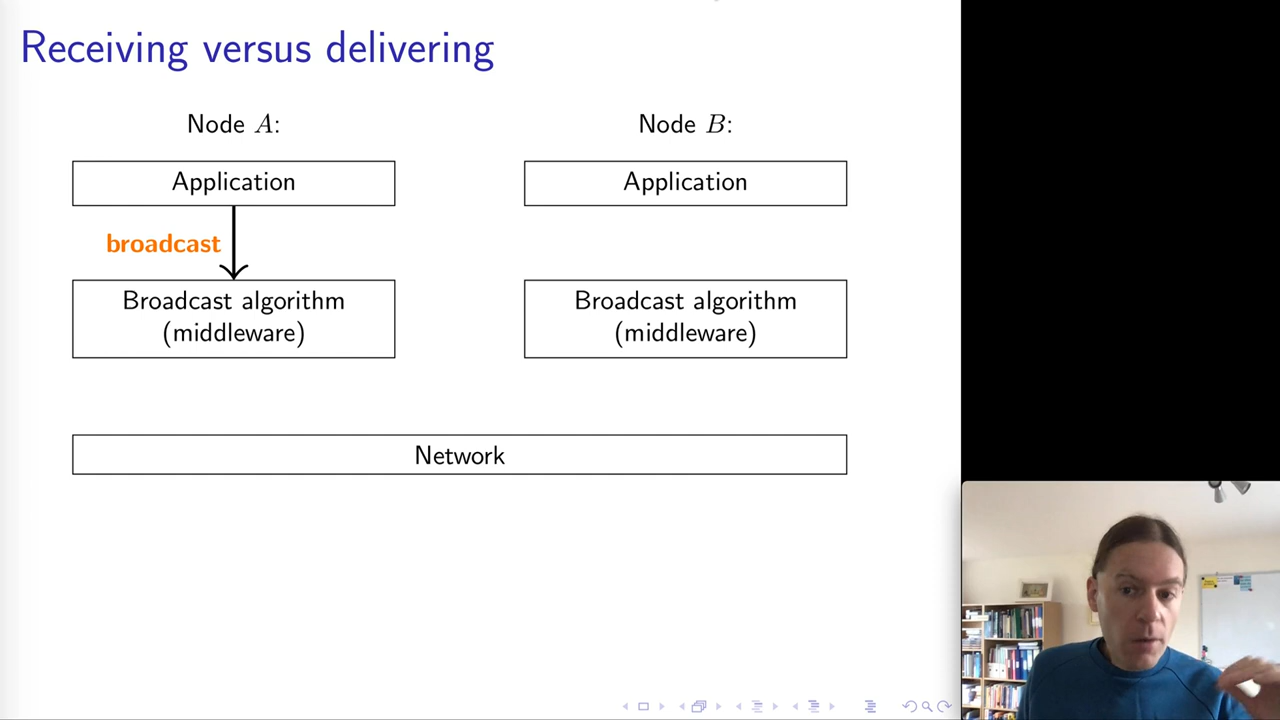 Receiving versus delivering
Node A:
Node B:
Application
Application
broadcast
Broadcast algorithm
(middleware)
Broadcast algorithm
(middleware)
Network